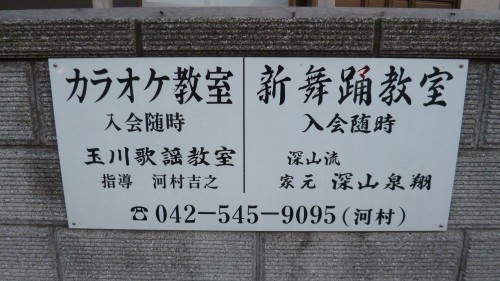 カラオケ教室
入会随時
玉川歌謡教室
指導 河村吉之
新舞踊教室
入会随時
深山流
家元 深山泉翔
☎042-545-9095(河村)